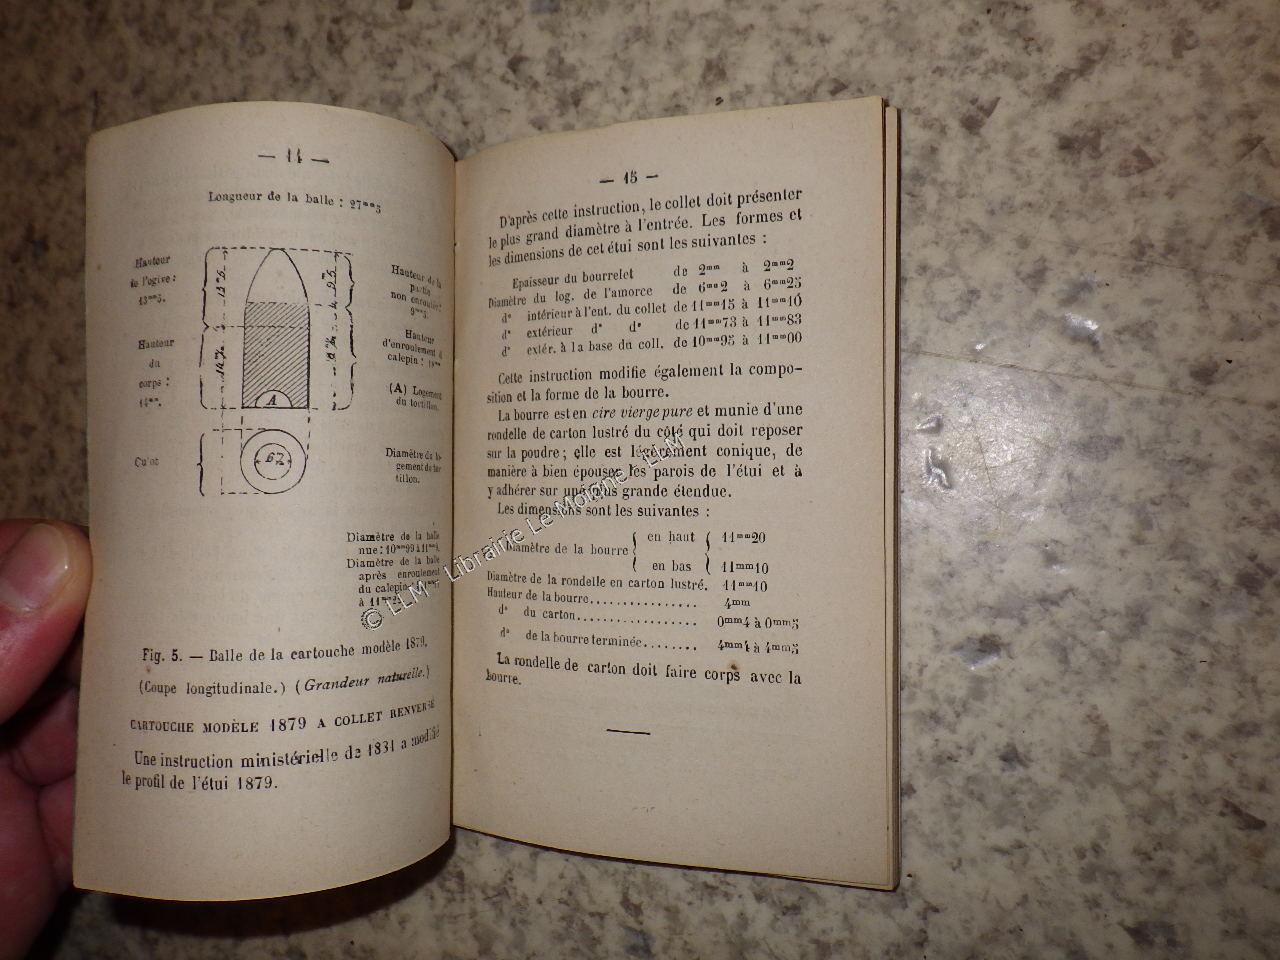 — 14 —
Longueur de la balle : 27mm5
Hauteur
de l'ogive :
13mm5.
Hauteur
du
corps :
14mm.
Culot
Hauteur de la
partie
non enroulée :
9mm5.
Hauteur
d'enroulement du
calepin :
(A) Logement
du tortillon.
A
Diamètre du lo-
gement du tor-
tillon.
Diamètre de la balle
nue : 10mm99 à 11mm
Diamètre de la balle
après enroulement
du calepin :
à 11mm
Fig. 5. — Balle de la cartouche modèle 1879.
(Coupe longitudinale.) (Grandeur naturelle.)
CARTOUCHE MODÈLE 1879 A COLLET RENVERSÉ
Une instruction ministérielle de 1831 a modifié
le profil de l'étui 1879.
— 15 —
D'après cette instruction, le collet doit présenter
le plus grand diamètre à l'entrée. Les formes et
les dimensions de cet étui sont les suivantes :
Epaisseur du bourrelet de 2mm à 2mm2
Diamètre du log. de l'amorce de 6mm2 à 6mm25
do intérieur à l'ent. du collet de 11mm15 à 11mm10
do extérieur do do de 11mm73 à 11mm83
do extér. à la base du coll. de 10mm95 à 11mm00
Cette instruction modifie également la compo-
sition et la forme de la bourre.
La bourre est en cire vierge pure et munie d'une
rondelle de carton lustré du côté qui doit reposer
sur la poudre ; elle est légèrement conique, de
manière à bien épouser les parois de l'étui et à
y adhérer sur une plus grande étendue.
Les dimensions sont les suivantes :
Diamètre de la bourre { en haut { 11mm20
{ en bas { 11mm10
Diamètre de la rondelle en carton lustré. 11mm10
Hauteur de la bourre................ 4mm
do du carton.................. 0mm4 à 0mm5
do de la bourre terminée........ 4mm4 à 4mm5
La rondelle de carton doit faire corps avec la
bourre.
© LLM - Librairie Le Moigne - LLM